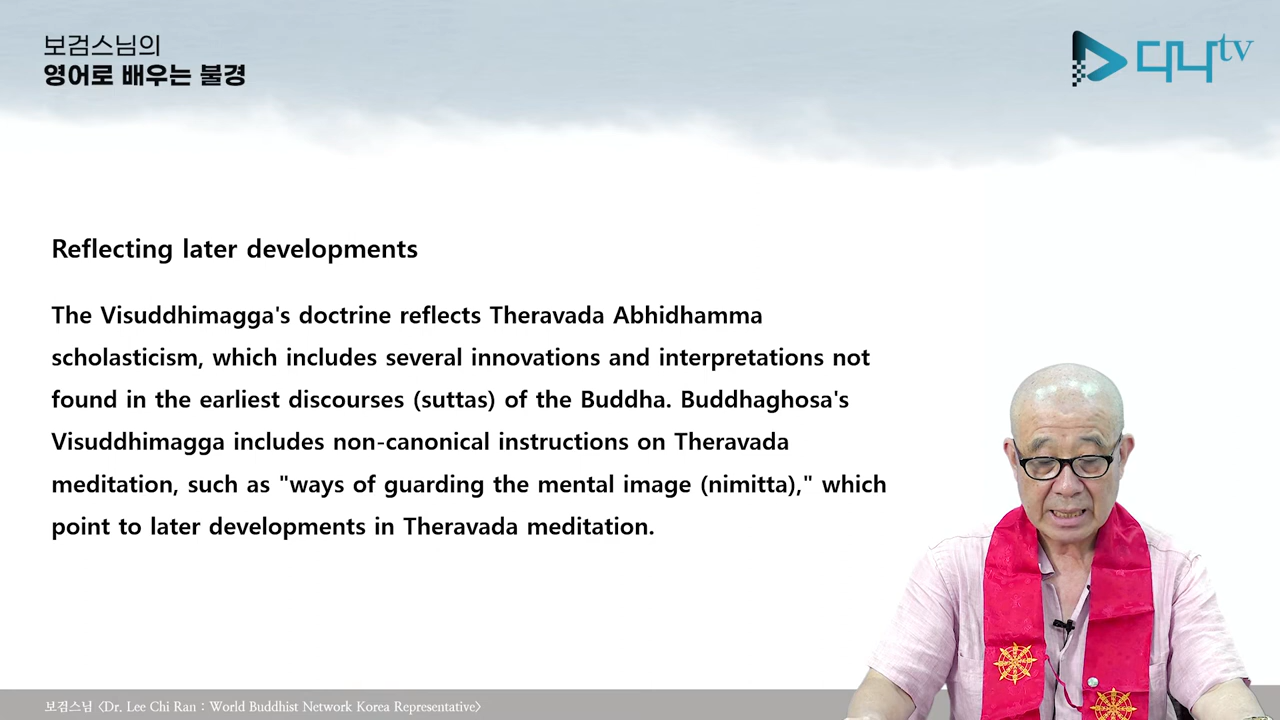 보검스님의
영어로 배우는 불경
다나tv
Reflecting later developments
The Visuddhimagga's doctrine reflects Theravada Abhidhamma
scholasticism, which includes several innovations and interpretations not
found in the earliest discourses (suttas) of the Buddha. Buddhaghosa's
Visuddhimagga includes non-canonical instructions on Theravada
meditation, such as "ways of guarding the mental image (nimitta)," which
point to later developments in Theravada meditation.
보검스님 <Dr. Lee Chi Ran : World Buddhist Network Korea Representative>